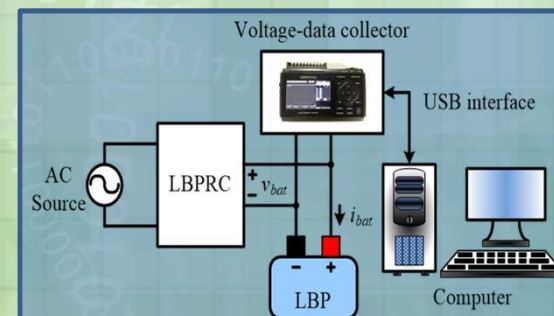 Voltage-data collector
USB interface
AC
Source
LBPRC
+
v_bat
-
i_bat
-
+
LBP
Computer